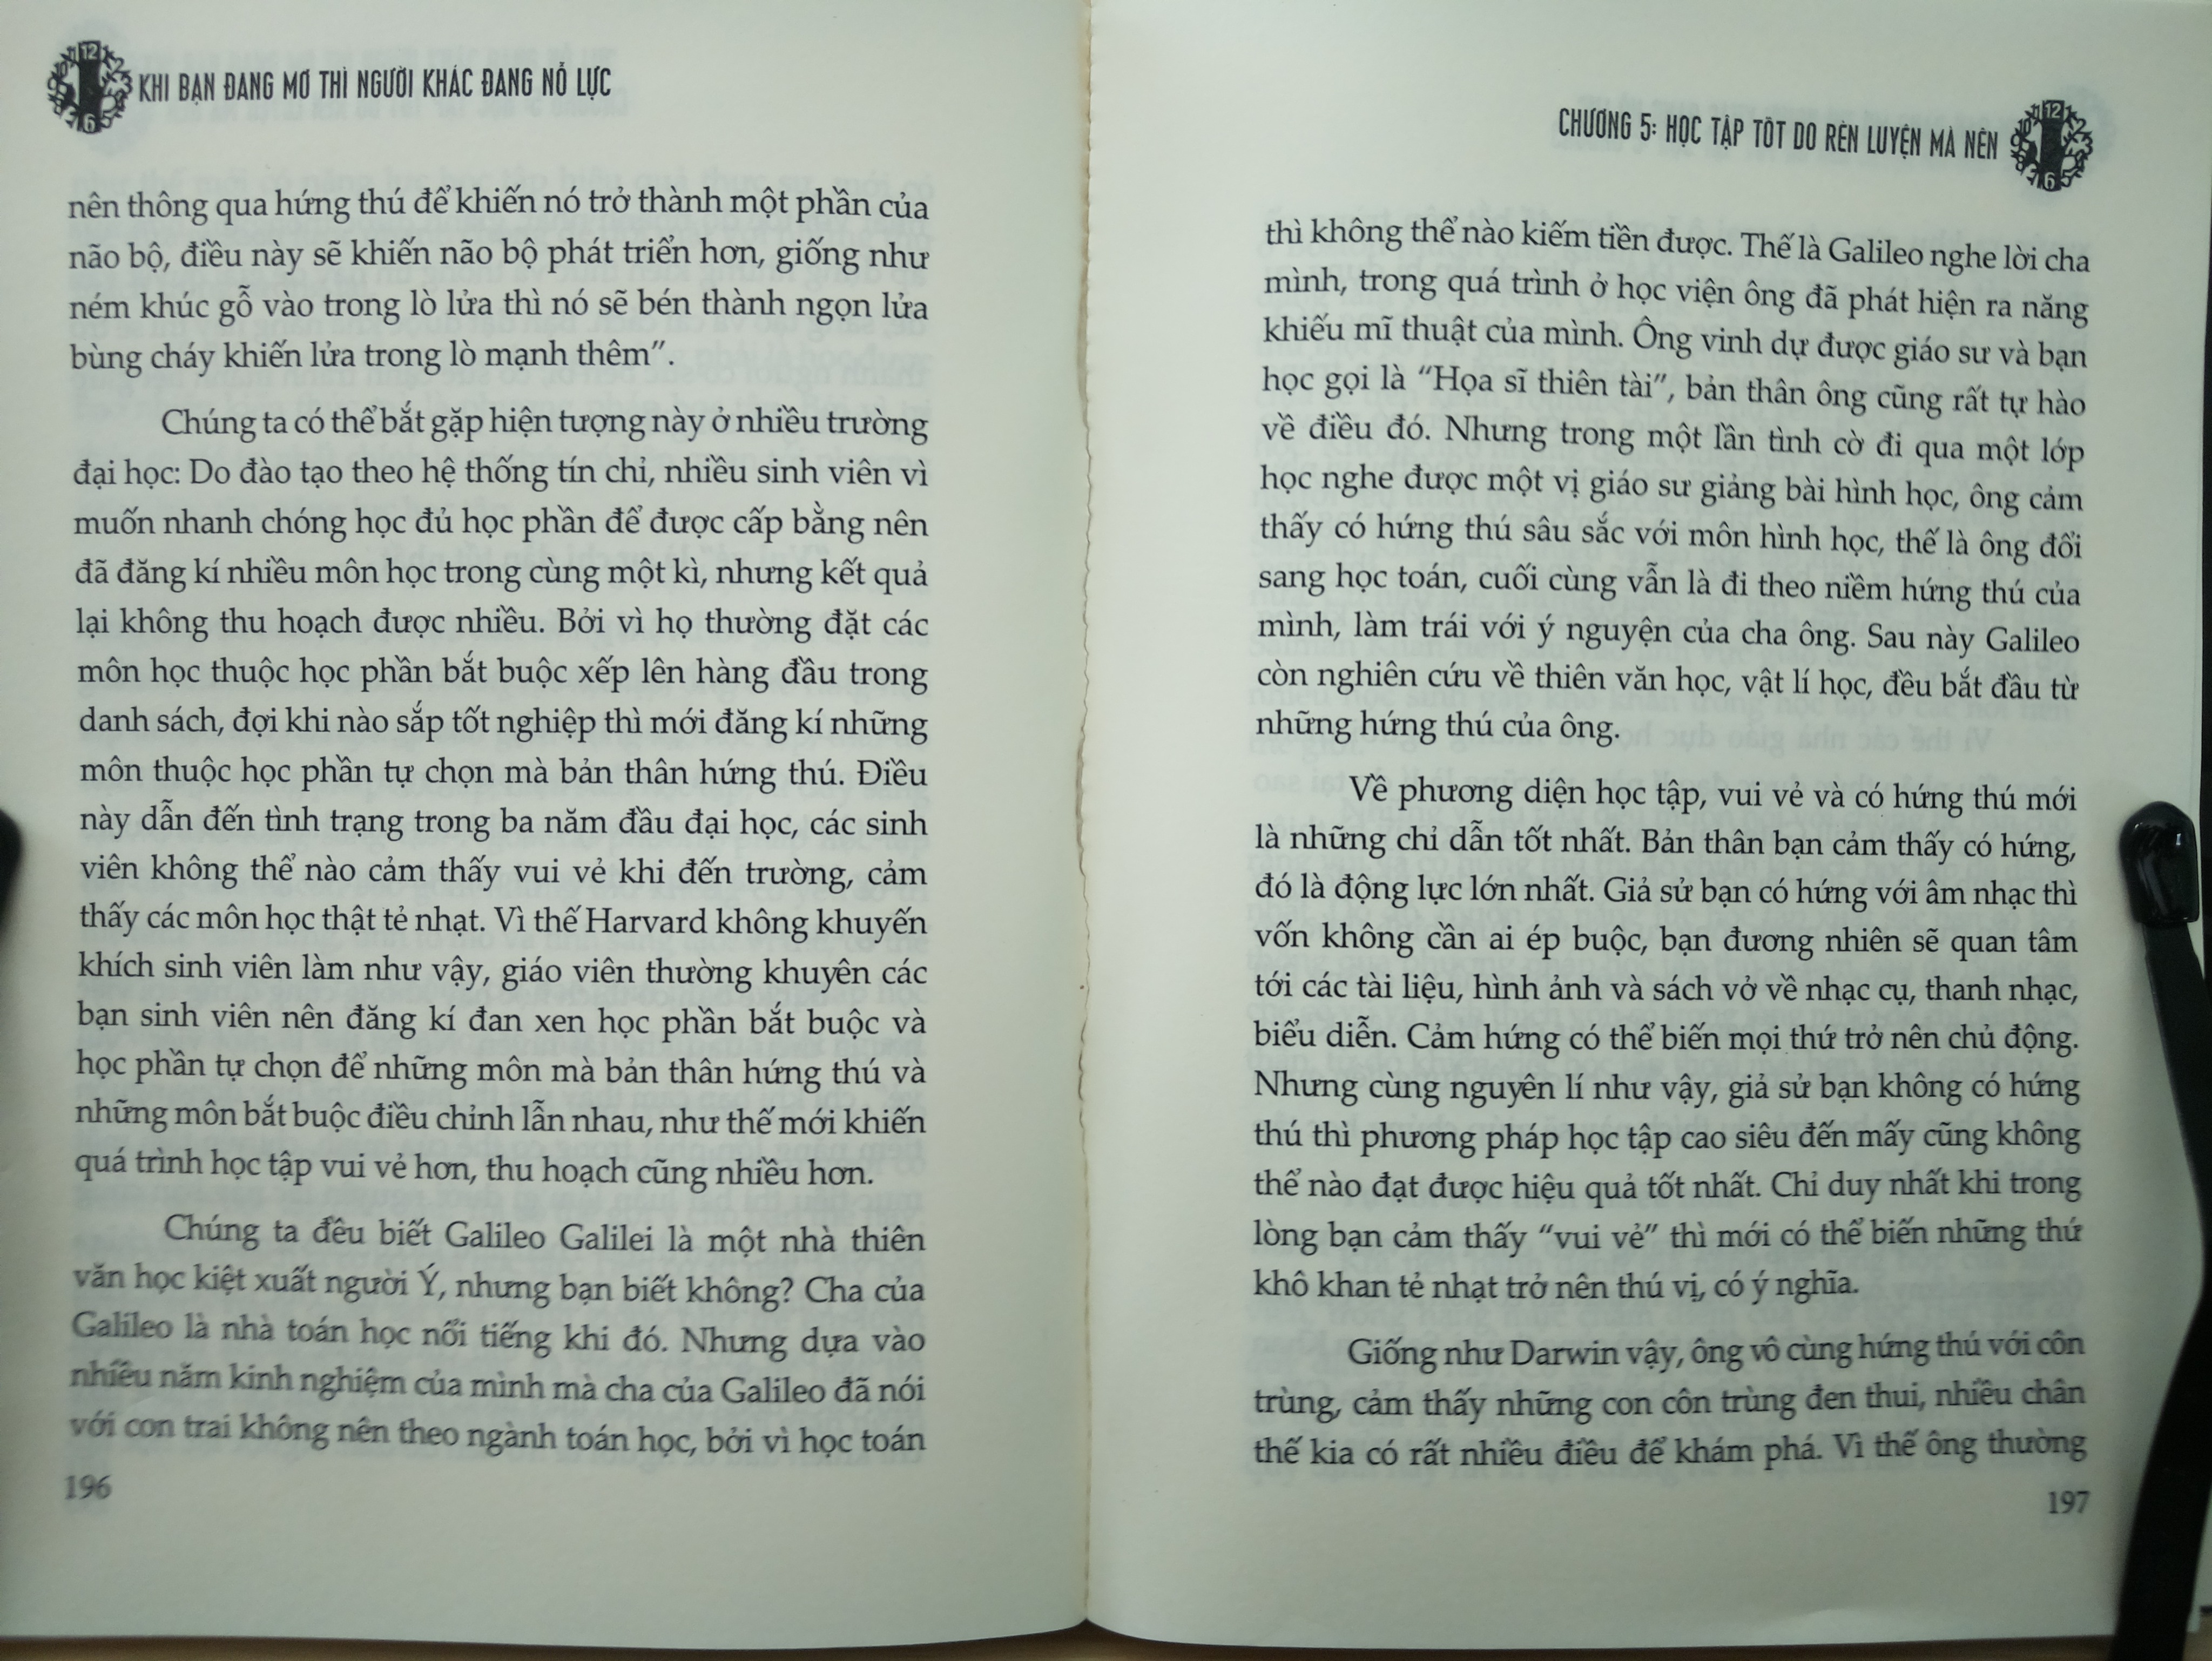 KHI BẠN ĐANG MƠ THÌ NGƯỜI KHÁC ĐANG NỖ LỰC
nên thông qua hứng thú để khiến nó trở thành một phần của
não bộ, điều này sẽ khiến não bộ phát triển hơn, giống như
ném khúc gỗ vào trong lò lửa thì nó sẽ bén thành ngọn lửa
bùng cháy khiến lửa trong lò mạnh thêm”.
Chúng ta có thể bắt gặp hiện tượng này ở nhiều trường
đại học: Do đào tạo theo hệ thống tín chỉ, nhiều sinh viên vì
muốn nhanh chóng học đủ học phần để được cấp bằng nên
đã đăng kí nhiều môn học trong cùng một kì, nhưng kết quả
lại không thu hoạch được nhiều. Bởi vì họ thường đặt các
môn học thuộc học phần bắt buộc xếp lên hàng đầu trong
danh sách, đợi khi nào sắp tốt nghiệp thì mới đăng kí những
môn thuộc học phần tự chọn mà bản thân hứng thú. Điều
này dẫn đến tình trạng trong ba năm đầu đại học, các sinh
viên không thể nào cảm thấy vui vẻ khi đến trường, cảm
thấy các môn học thật tẻ nhạt. Vì thế Harvard không khuyến
khích sinh viên làm như vậy, giáo viên thường khuyên các
bạn sinh viên nên đăng kí đan xen học phần bắt buộc và
học phần tự chọn để những môn mà bản thân hứng thú và
những môn bắt buộc điều chỉnh lẫn nhau, như thế mới khiến
quá trình học tập vui vẻ hơn, thu hoạch cũng nhiều hơn.
Chúng ta đều biết Galileo Galilei là một nhà thiên
văn học kiệt xuất người Ý, nhưng bạn biết không? Cha của
Galileo là nhà toán học nổi tiếng khi đó. Nhưng dựa vào
nhiều năm kinh nghiệm của mình mà cha của Galileo đã nói
với con trai không nên theo ngành toán học, bởi vì học toán
196
CHƯƠNG 5: HỌC TẬP TỐT DO RÈN LUYỆN MÀ NÊN
thì không thể nào kiếm tiền được. Thế là Galileo nghe lời cha
mình, trong quá trình ở học viện ông đã phát hiện ra năng
khiếu mĩ thuật của mình. Ông vinh dự được giáo sư và bạn
học gọi là “Họa sĩ thiên tài”, bản thân ông cũng rất tự hào
về điều đó. Nhưng trong một lần tình cờ đi qua một lớp
học nghe được một vị giáo sư giảng bài hình học, ông cảm
thấy có hứng thú sâu sắc với môn hình học, thế là ông đổi
sang học toán, cuối cùng vẫn là đi theo niềm hứng thú của
mình, làm trái với ý nguyện của cha ông. Sau này Galileo
còn nghiên cứu về thiên văn học, vật lí học, đều bắt đầu từ
những hứng thú của ông.
Về phương diện học tập, vui vẻ và có hứng thú mới
là những chỉ dẫn tốt nhất. Bản thân bạn cảm thấy có hứng,
đó là động lực lớn nhất. Giả sử bạn có hứng với âm nhạc thì
vốn không cần ai ép buộc, bạn đương nhiên sẽ quan tâm
tới các tài liệu, hình ảnh và sách vở về nhạc cụ, thanh nhạc,
biểu diễn. Cảm hứng có thể biến mọi thứ trở nên chủ động.
Nhưng cùng nguyên lí như vậy, giả sử bạn không có hứng
thú thì phương pháp học tập cao siêu đến mấy cũng không
thể nào đạt được hiệu quả tốt nhất. Chỉ duy nhất khi trong
lòng bạn cảm thấy “vui vẻ” thì mới có thể biến những thứ
khô khan tẻ nhạt trở nên thú vị, có ý nghĩa.
Giống như Darwin vậy, ông vô cùng hứng thú với côn
trùng, cảm thấy những con côn trùng đen thui, nhiều chân
thế kia có rất nhiều điều để khám phá. Vì thế ông thường
197